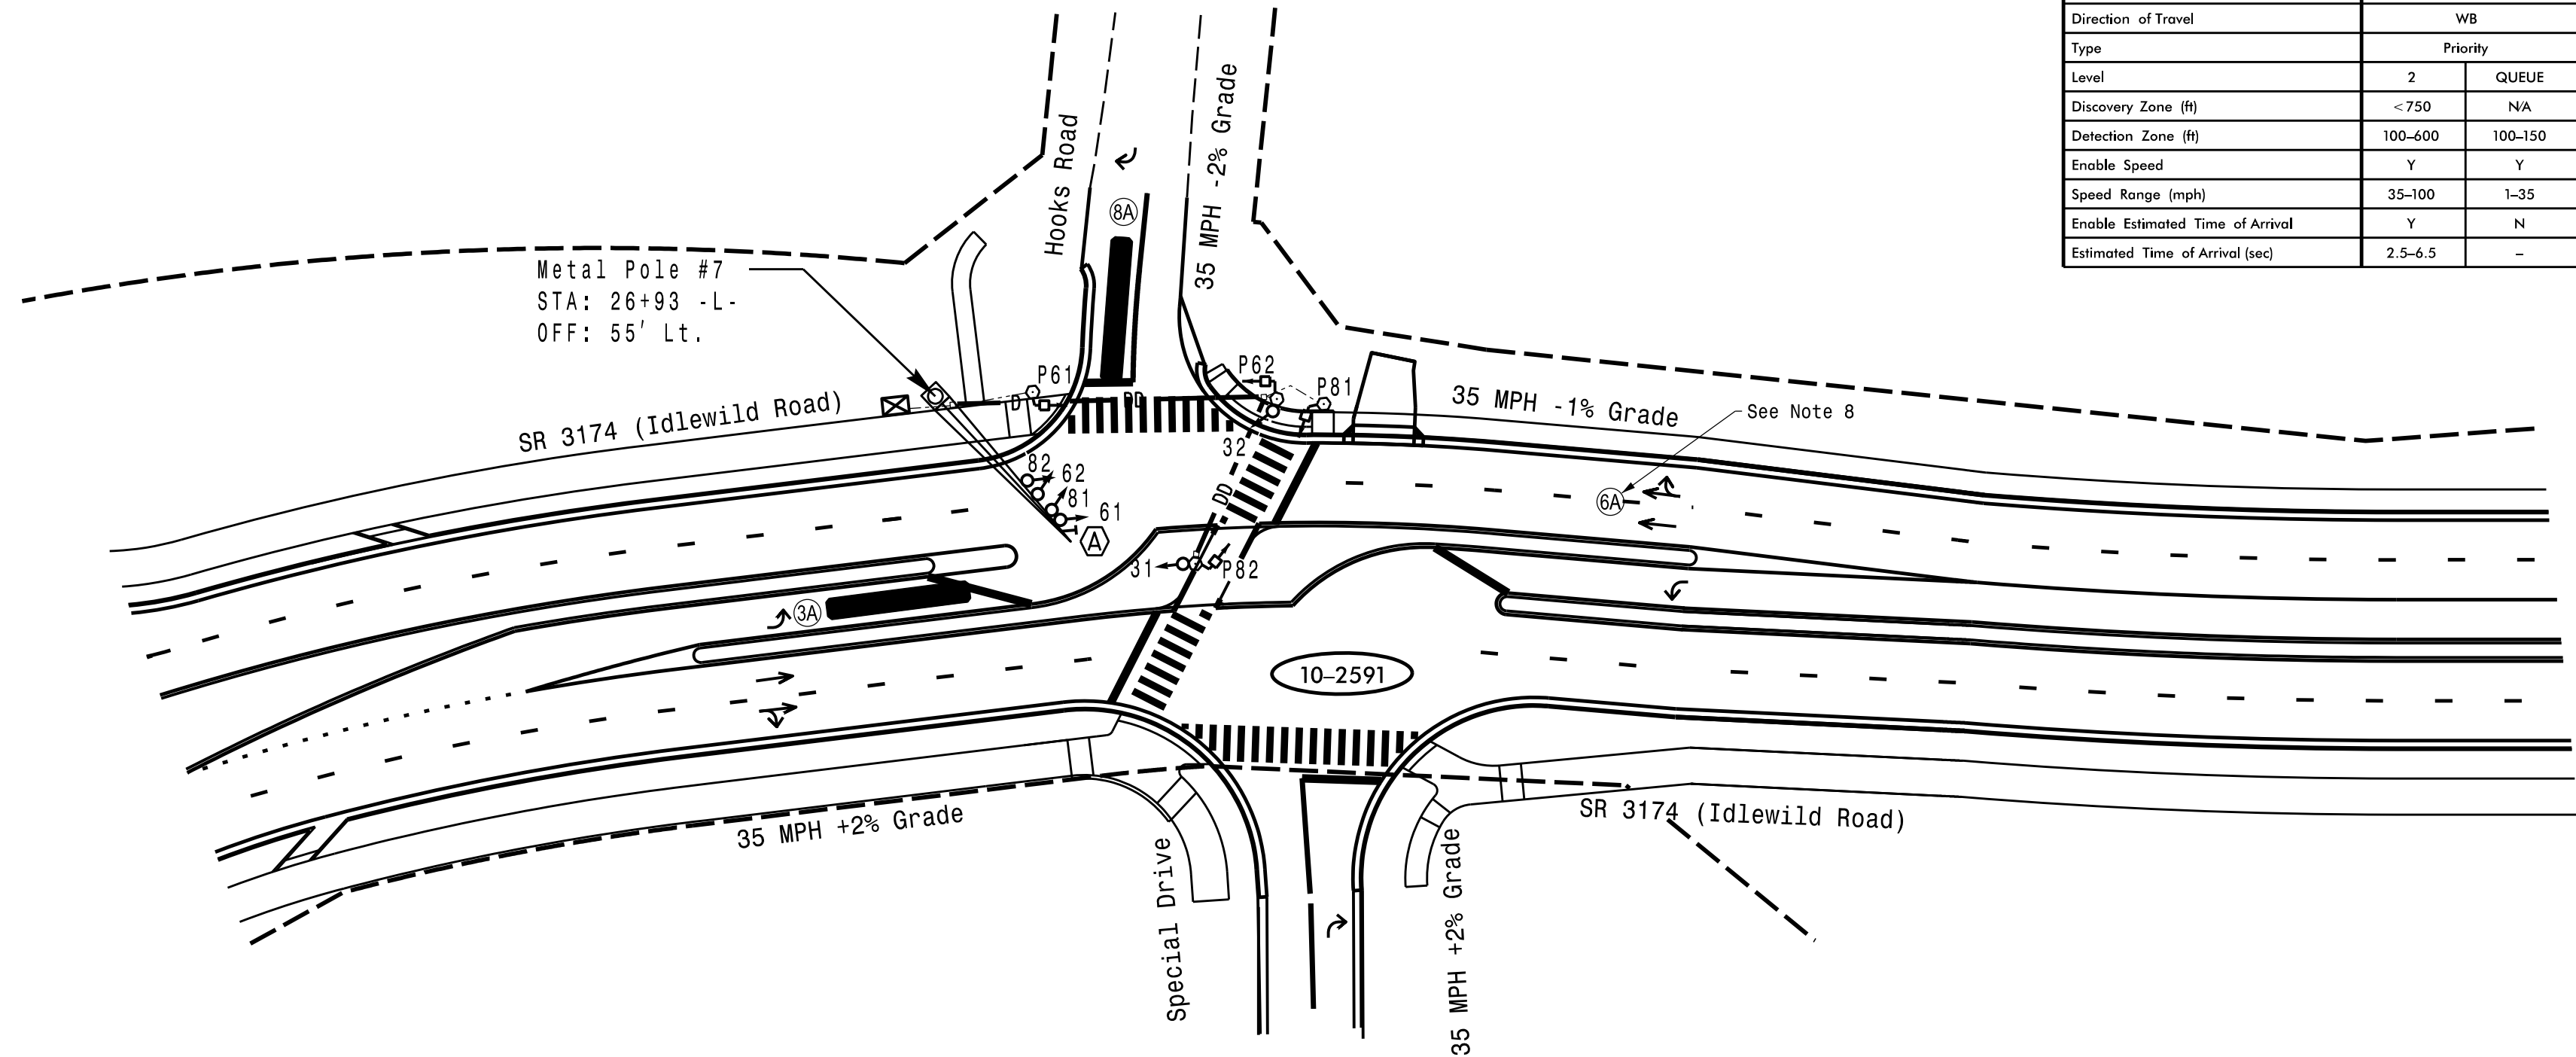 Direction of Travel WB
Type Priority
Level 2 QUEUE
Discovery Zone (ft) <750 N/A
Detection Zone (ft) 100–600 100–150
Enable Speed Y Y
Speed Range (mph) 35–100 1–35
Enable Estimated Time of Arrival Y N
Estimated Time of Arrival (sec) 2.5–6.5 –
Hooks Road
35 MPH -2% Grade
8A
Metal Pole #7
STA: 26+93 -L-
OFF: 55' Lt.
SR 3174 (Idlewild Road)
P61
D
DD
P62
P81
35 MPH -1% Grade
See Note 8
32
82
62
81
61
A
DD
6A
31
P82
3A
10–2591
35 MPH +2% Grade
SR 3174 (Idlewild Road)
Special Drive
35 MPH +2% Grade